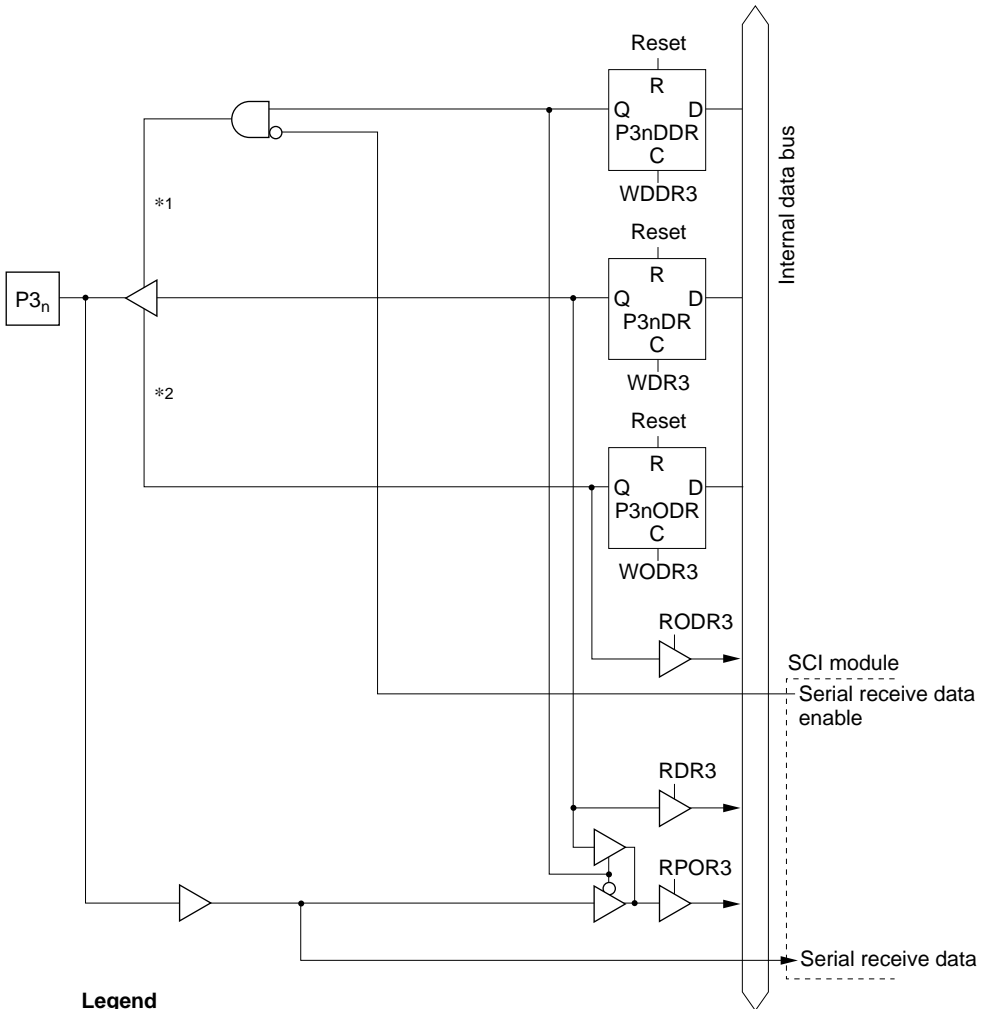 Reset
R
Q D
P3nDDR
C
WDDR3
Internal data bus
*1
Reset
R
P3n
Q D
P3nDR
C
WDR3
*2
Reset
R
Q D
P3nODR
C
WODR3
RODR3
SCI module
Serial receive data
enable
RDR3
RPOR3
Serial receive data
Legend